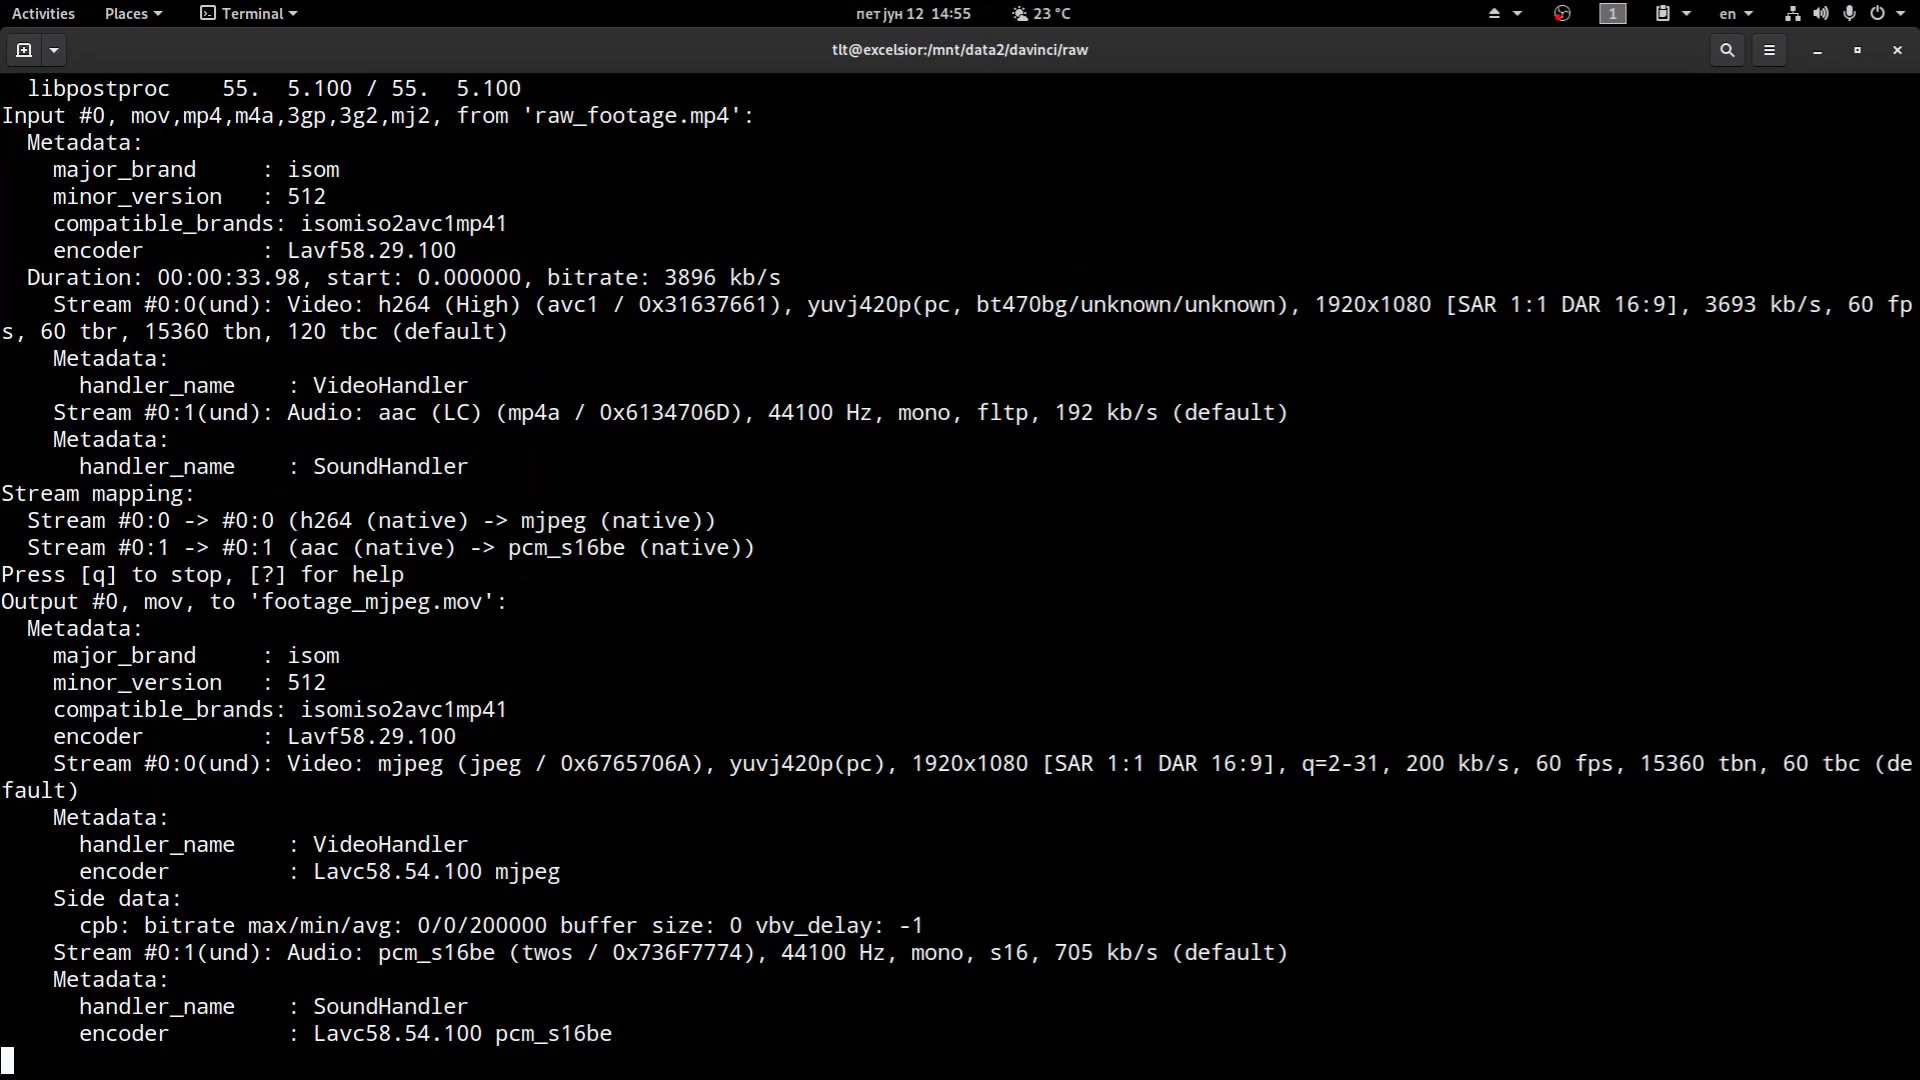 Activities Places Terminal пет јун 12 14:55 23 °C 1 en
tlt@excelsior:/mnt/data2/davinci/raw
  libpostproc    55.  5.100 / 55.  5.100
Input #0, mov,mp4,m4a,3gp,3g2,mj2, from 'raw_footage.mp4':
  Metadata:
    major_brand     : isom
    minor_version   : 512
    compatible_brands: isomiso2avc1mp41
    encoder         : Lavf58.29.100
  Duration: 00:00:33.98, start: 0.000000, bitrate: 3896 kb/s
    Stream #0:0(und): Video: h264 (High) (avc1 / 0x31637661), yuvj420p(pc, bt470bg/unknown/unknown), 1920x1080 [SAR 1:1 DAR 16:9], 3693 kb/s, 60 fp
s, 60 tbr, 15360 tbn, 120 tbc (default)
    Metadata:
      handler_name    : VideoHandler
    Stream #0:1(und): Audio: aac (LC) (mp4a / 0x6134706D), 44100 Hz, mono, fltp, 192 kb/s (default)
    Metadata:
      handler_name    : SoundHandler
Stream mapping:
  Stream #0:0 -> #0:0 (h264 (native) -> mjpeg (native))
  Stream #0:1 -> #0:1 (aac (native) -> pcm_s16be (native))
Press [q] to stop, [?] for help
Output #0, mov, to 'footage_mjpeg.mov':
  Metadata:
    major_brand     : isom
    minor_version   : 512
    compatible_brands: isomiso2avc1mp41
    encoder         : Lavf58.29.100
    Stream #0:0(und): Video: mjpeg (jpeg / 0x6765706A), yuvj420p(pc), 1920x1080 [SAR 1:1 DAR 16:9], q=2-31, 200 kb/s, 60 fps, 15360 tbn, 60 tbc (de
fault)
    Metadata:
      handler_name    : VideoHandler
      encoder         : Lavc58.54.100 mjpeg
    Side data:
      cpb: bitrate max/min/avg: 0/0/200000 buffer size: 0 vbv_delay: -1
    Stream #0:1(und): Audio: pcm_s16be (twos / 0x736F7774), 44100 Hz, mono, s16, 705 kb/s (default)
    Metadata:
      handler_name    : SoundHandler
      encoder         : Lavc58.54.100 pcm_s16be